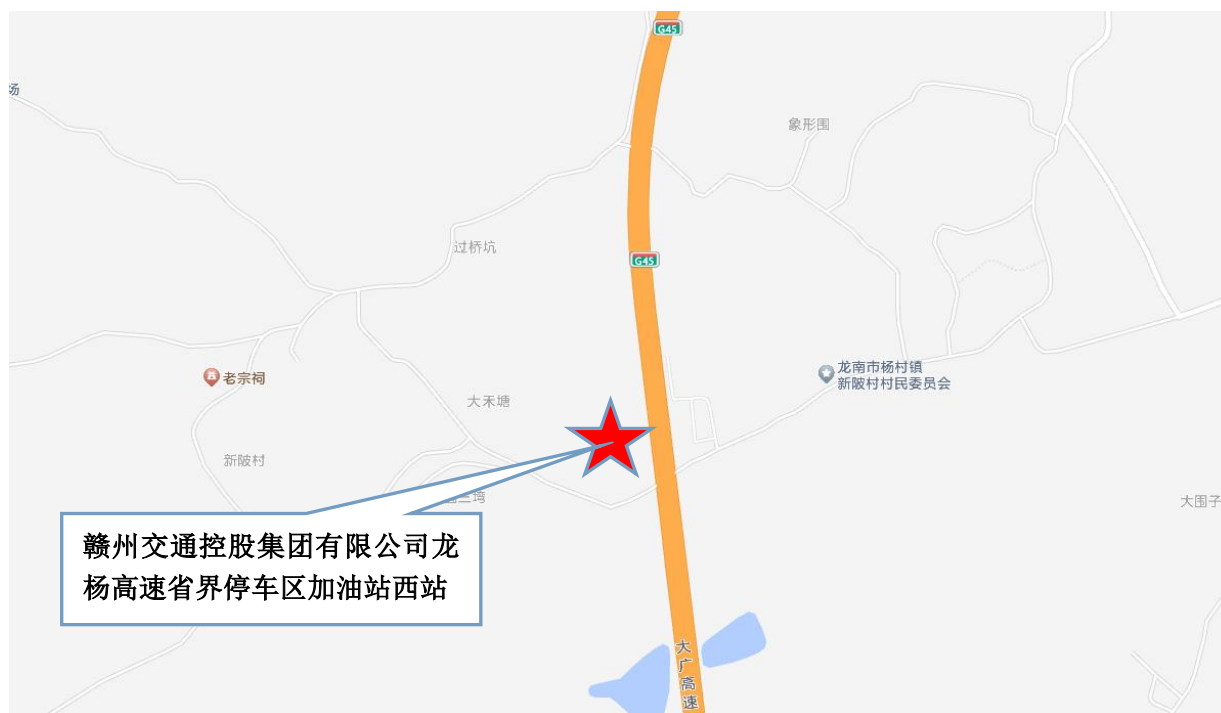 G45
场
象形围
过桥坑
G45
龙南市杨村镇
新陂村村民委员会
老宗祠
大禾塘
新陂村
三湾
大围子
赣州交通控股集团有限公司龙
杨高速省界停车区加油站西站
大广高速